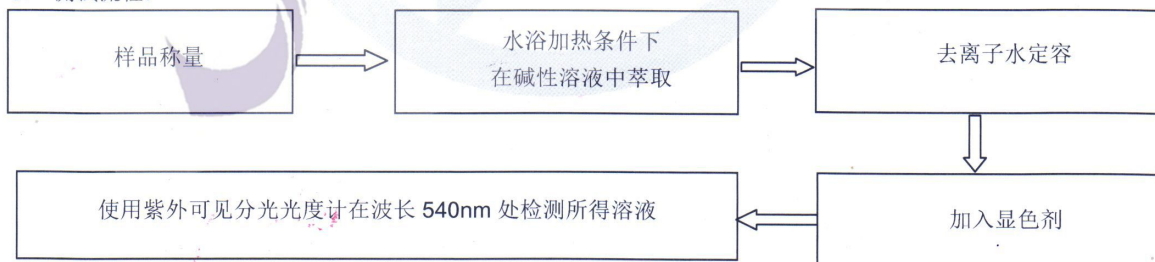 样品称量
水浴加热条件下
在碱性溶液中萃取
去离子水定容
加入显色剂
使用紫外可见分光光度计在波长 540nm 处检测所得溶液